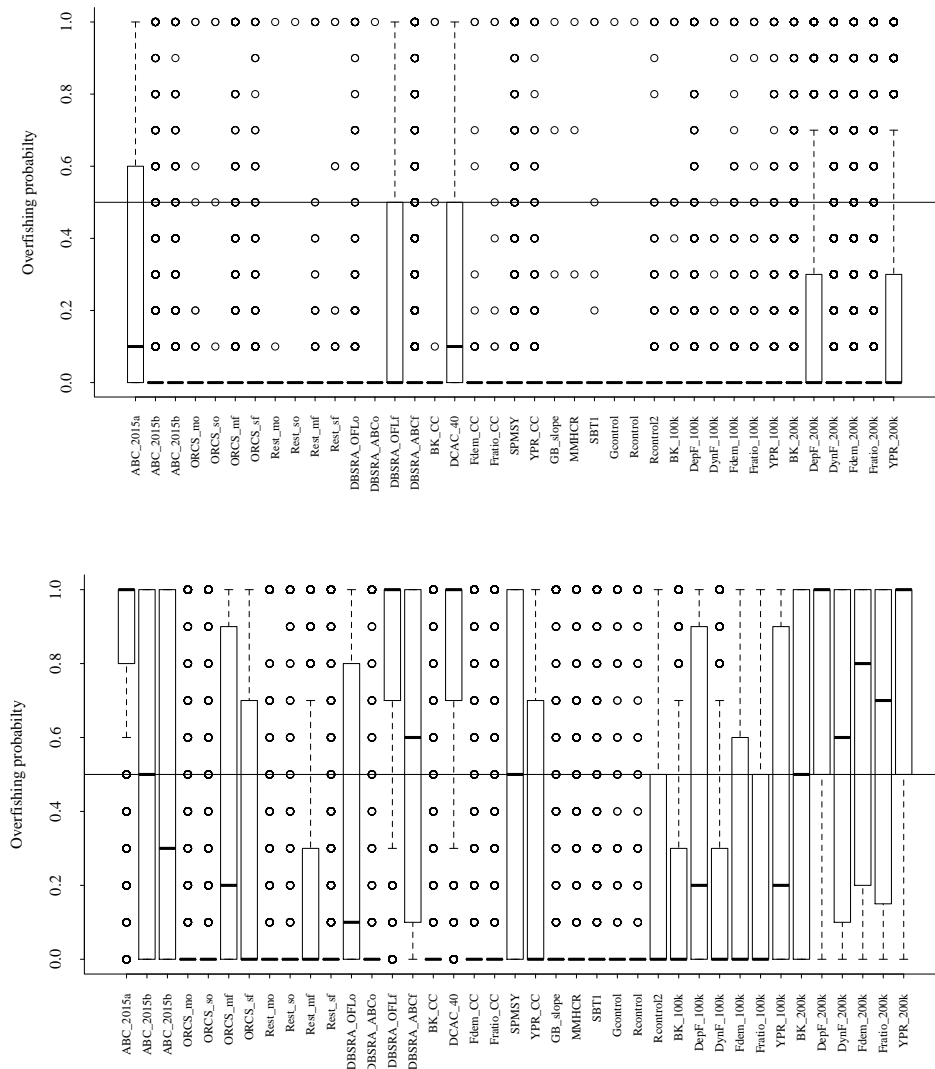 Overfishing probabilty
1.0
0.8
0.6
0.4
0.2
0.0
ABC_2015a
ABC_2015b
ABC_2015b
ORCS_mo
ORCS_so
ORCS_mf
ORCS_sf
Rest_mo
Rest_so
Rest_mf
Rest_sf
DBSRA_OFLo
DBSRA_ABCo
DBSRA_OFLf
DBSRA_ABCf
BK_CC
DCAC_40
Fdem_CC
Fratio_CC
SPMSY
YPR_CC
GB_slope
MMHCR
SBT1
Gcontrol
Rcontrol
Rcontrol2
BK_100k
DepF_100k
DynF_100k
Fdem_100k
Fratio_100k
YPR_100k
BK_200k
DepF_200k
DynF_200k
Fdem_200k
Fratio_200k
YPR_200k
Overfishing probabilty
1.0
0.8
0.6
0.4
0.2
0.0
ABC_2015a
ABC_2015b
ABC_2015b
ORCS_mo
ORCS_so
ORCS_mf
ORCS_sf
Rest_mo
Rest_so
Rest_mf
Rest_sf
DBSRA_OFLo
DBSRA_ABCo
DBSRA_OFLf
DBSRA_ABCf
BK_CC
DCAC_40
Fdem_CC
Fratio_CC
SPMSY
YPR_CC
GB_slope
MMHCR
SBT1
Gcontrol
Rcontrol
Rcontrol2
BK_100k
DepF_100k
DynF_100k
Fdem_100k
Fratio_100k
YPR_100k
BK_200k
DepF_200k
DynF_200k
Fdem_200k
Fratio_200k
YPR_200k